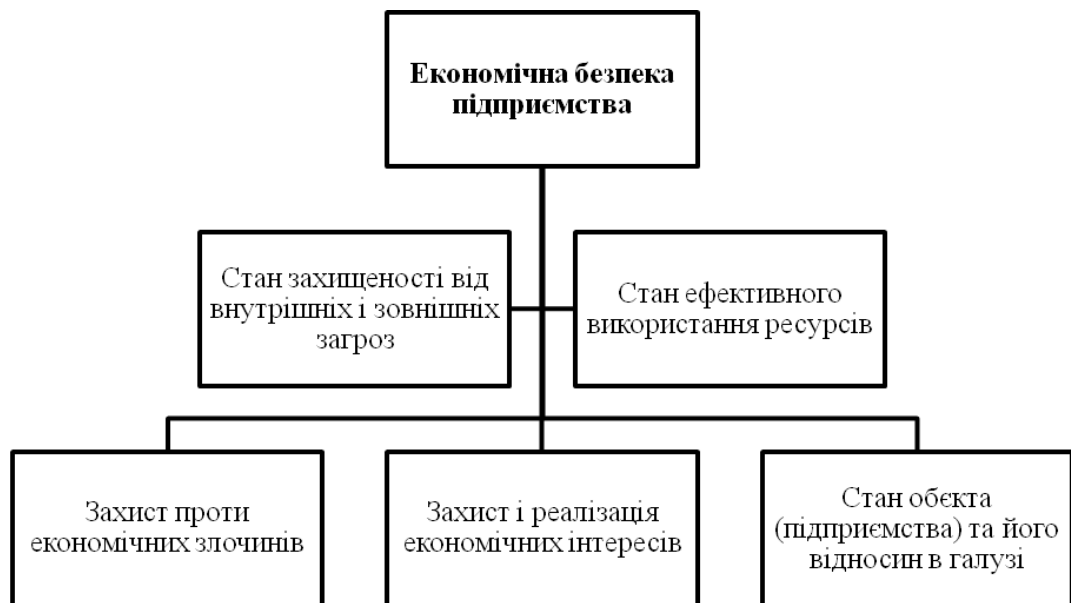 Економічна безпека
підприємства
Стан захищеності від
внутрішніх і зовнішніх
загроз
Стан ефективного
використання ресурсів
Захист проти
економічних злочинів
Захист і реалізація
економічних інтересів
Стан обєкта
(підприємства) та його
відносин в галузі